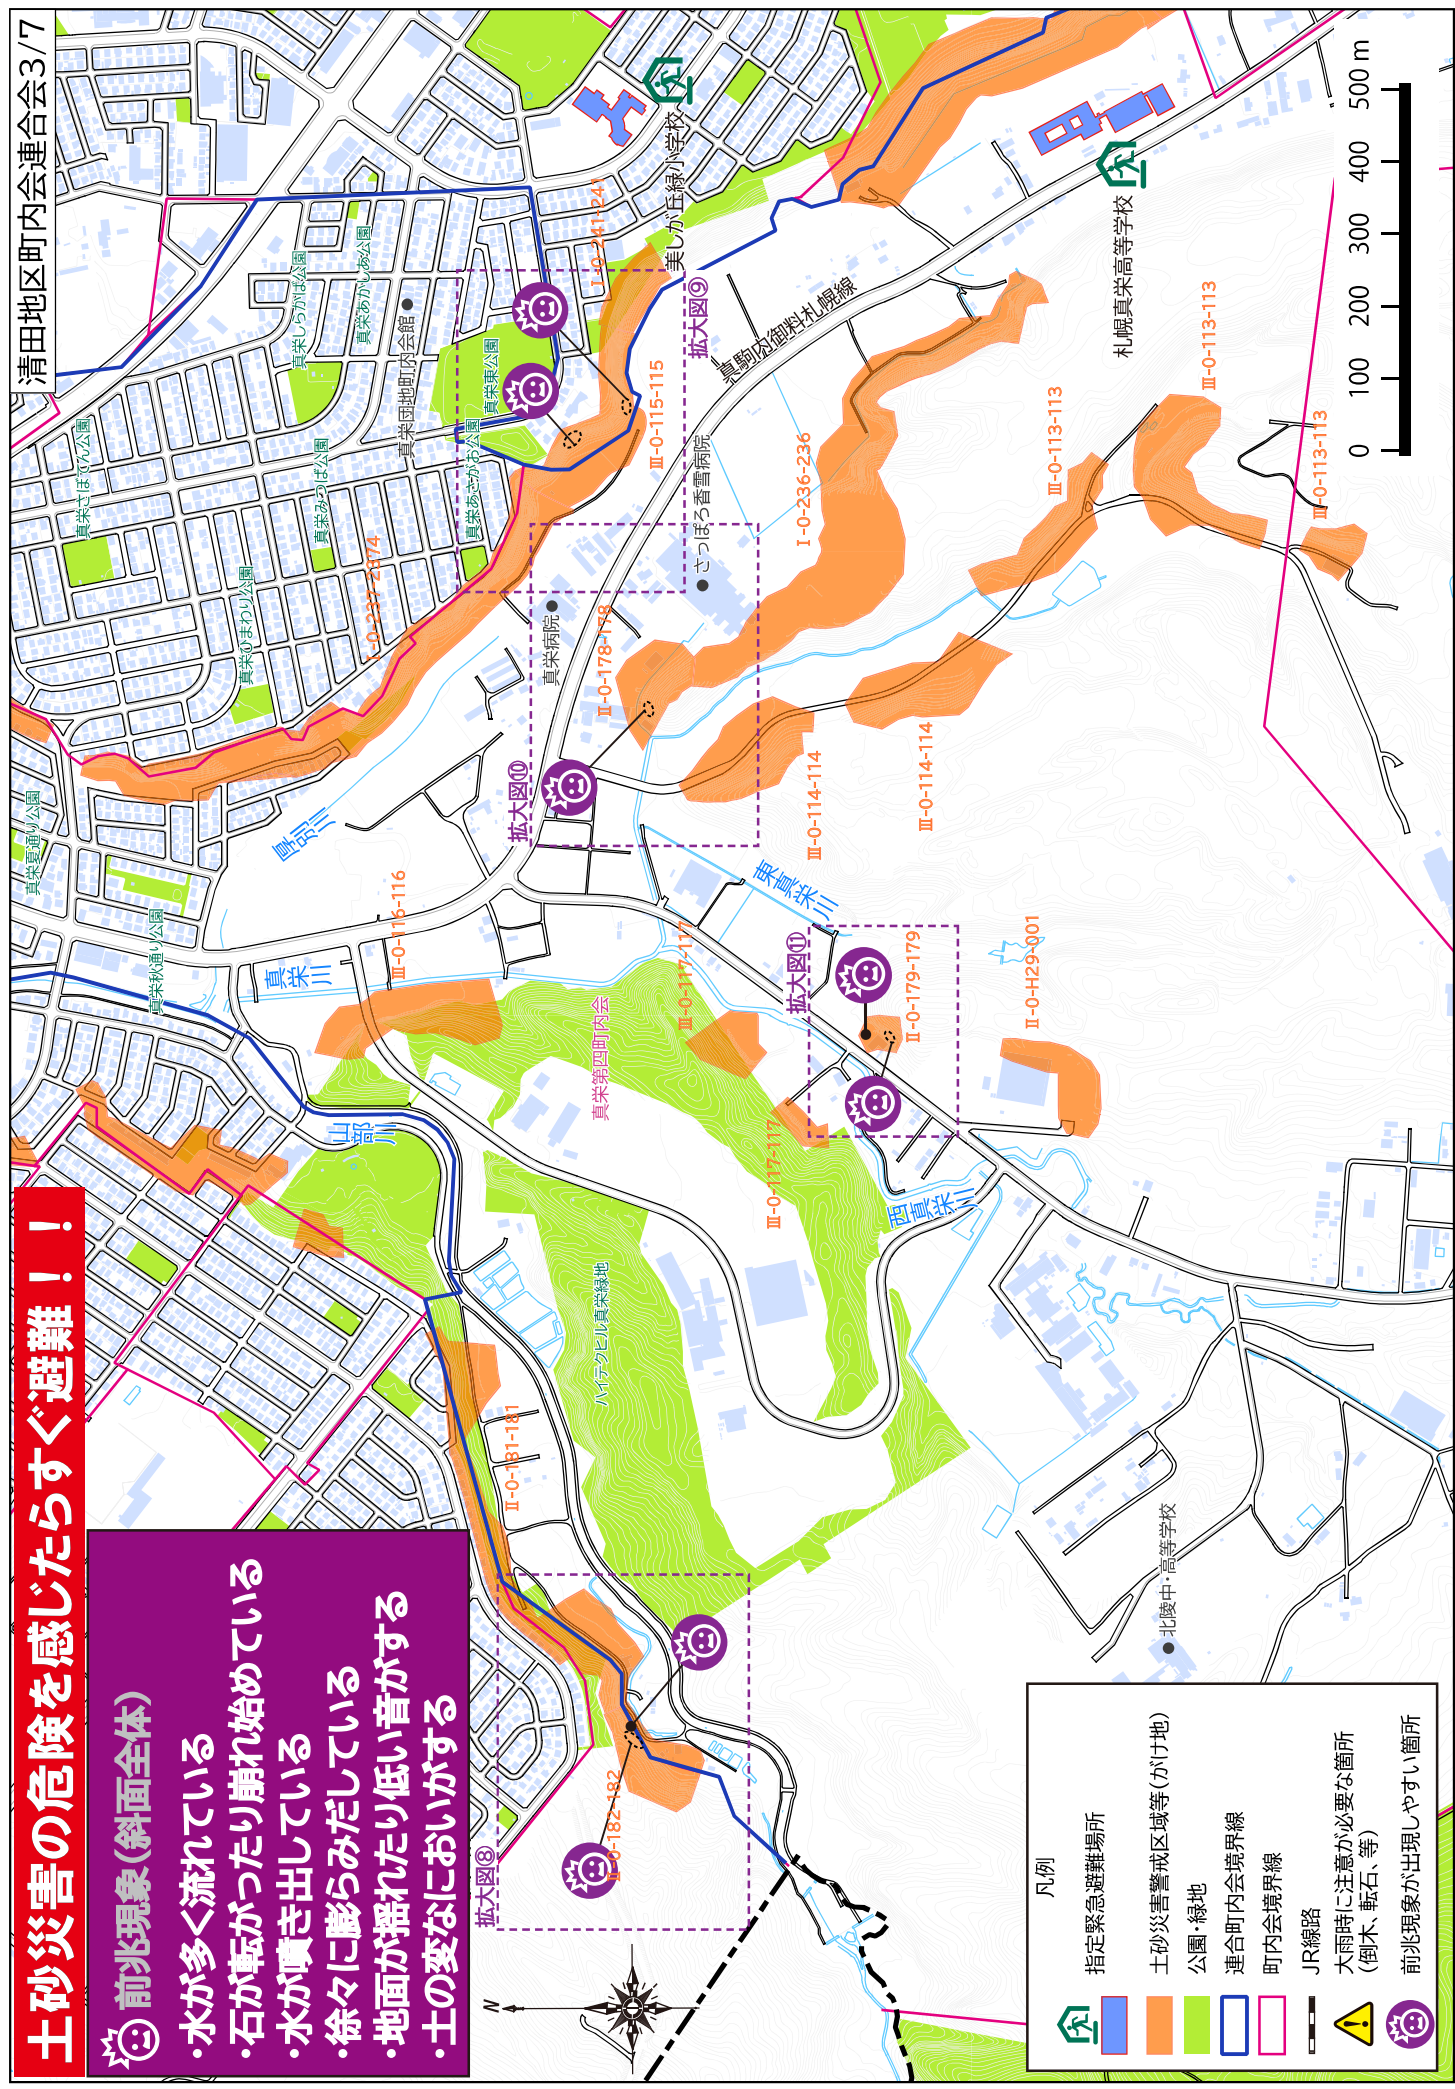 土砂災害の危険を感じたらすぐ避難！！
清田地区町内会連合会3/7
前兆現象(斜面全体)
・水が多く流れている
・石が転がったり崩れ始めている
・水が噴き出している
・徐々に膨らみだしている
・地面が揺れたり低い音がする
・土の変なにおいがする
N
拡大図⑧
Ⅱ-0-182-182
Ⅱ-0-181-181
ハイテクヒル真栄緑地
山部川
真栄川
真栄秋通り公園
真栄夏通り公園
厚別川
Ⅲ-0-116-116
真栄第四町内会
Ⅲ-0-117-117
Ⅲ-0-117-117
西真栄川
東真栄川
拡大図⑪
Ⅱ-0-179-179
Ⅱ-0-H29-001
拡大図⑩
Ⅱ-0-178-178
真栄病院
さっぽろ香雪病院
Ⅲ-0-114-114
Ⅲ-0-114-114
Ⅰ-0-236-236
Ⅰ-0-237-2374
真栄ひまわり公園
真栄さぼてん公園
真栄みつば公園
真栄しらかば公園
真栄あかしあ公園
真栄団地町内会館
真栄あさがお公園
真栄東公園
拡大図⑨
Ⅲ-0-115-115
Ⅰ-0-241-241
美しが丘緑小学校
真駒内御料札幌線
札幌真栄高等学校
Ⅲ-0-113-113
Ⅲ-0-113-113
Ⅲ-0-113-113
北陵中・高等学校
0 100 200 300 400 500 m
凡例
指定緊急避難場所
土砂災害警戒区域等(がけ地)
公園・緑地
連合町内会境界線
町内会境界線
JR線路
大雨時に注意が必要な箇所
(倒木、転石、等)
前兆現象が出現しやすい箇所